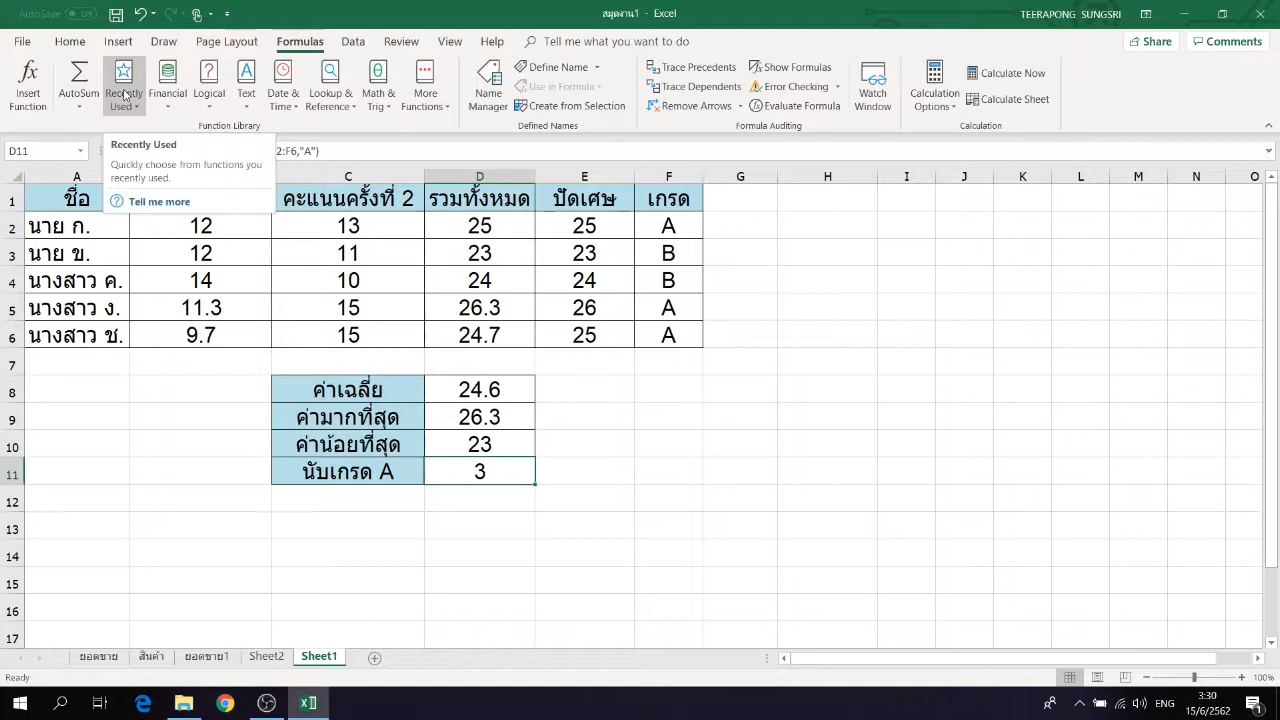 AutoSave Off
สมุดงาน1 - Excel
TEERAPONG SUNGSRI
File Home Insert Draw Page Layout Formulas Data Review View Help Tell me what you want to do
Share Comments
Insert Function
AutoSum
Recently Used
Financial
Logical
Text
Date & Time
Lookup & Reference
Math & Trig
More Functions
Function Library
Name Manager
Define Name
Use in Formula
Create from Selection
Defined Names
Trace Precedents
Trace Dependents
Remove Arrows
Show Formulas
Error Checking
Evaluate Formula
Formula Auditing
Watch Window
Calculation Options
Calculate Now
Calculate Sheet
Calculation
D11
2:F6,"A")
Recently Used
Quickly choose from functions you
recently used.
Tell me more
A C D E F G H I J K L M N O
1 ชื่อ คะแนนครั้งที่ 2 รวมทั้งหมด ปัดเศษ เกรด
2 นาย ก. 12 13 25 25 A
3 นาย ข. 12 11 23 23 B
4 นางสาว ค. 14 10 24 24 B
5 นางสาว ง. 11.3 15 26.3 26 A
6 นางสาว ช. 9.7 15 24.7 25 A
7
8 ค่าเฉลี่ย 24.6
9 ค่ามากที่สุด 26.3
10 ค่าน้อยที่สุด 23
11 นับเกรด A 3
12
13
14
15
16
17
ยอดขาย สินค้า ยอดขาย1 Sheet2 Sheet1
Ready
100%
ENG
3:30
15/6/2562